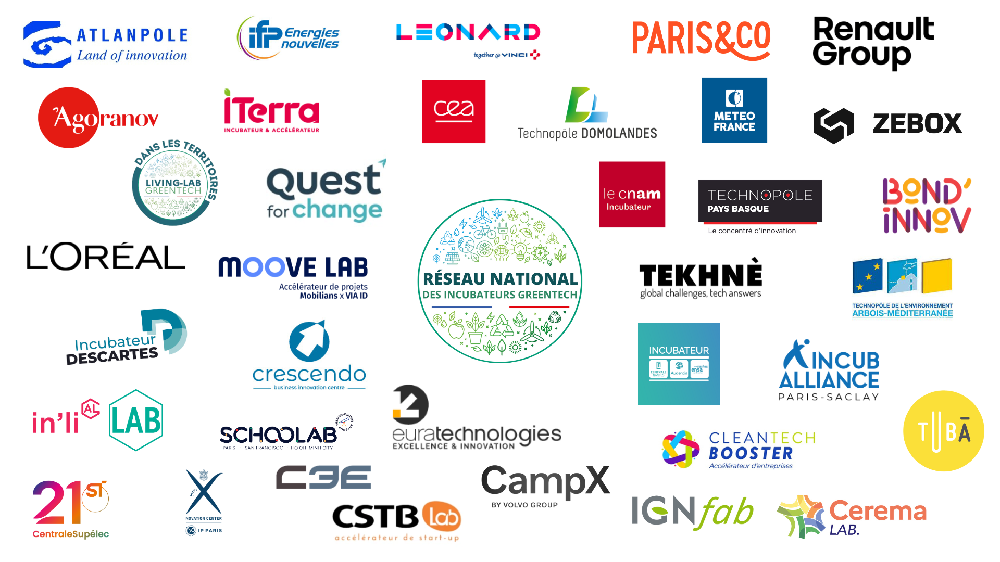 ATLANPOLE
Land of innovation
ifp Energies
nouvelles
LEONARD
together @ VINCI
PARIS&CO
Renault
Group
Agoranov
iTerra
INCUBATEUR & ACCÉLÉRATEUR
cea
Technopôle DOMOLANDES
METEO
FRANCE
ZEBOX
DANS LES TERRITOIRES
LIVING-LAB
GREENTECH
Quest
for change
le cnam
Incubateur
TECHNOPOLE
PAYS BASQUE
Le concentré d'innovation
BOND'
iNNOV
L'ORÉAL
MOOVE LAB
Accélérateur de projets
Mobilians x VIA ID
RÉSEAU NATIONAL
DES INCUBATEURS GREENTECH
TEKHNÈ
global challenges, tech answers
TECHNOPÔLE DE L'ENVIRONNEMENT
ARBOIS-MÉDITERRANÉE
Incubateur
DESCARTES
crescendo
business innovation centre
INCUBATEUR
CENTRALE
NANTES
Audencia
nantes
ensa
INCUB
ALLIANCE
PARIS-SACLAY
in'li AL
LAB
SCHOOLAB
MISSION-DRIVEN
COMPANY
PARIS - SAN FRANCISCO - HO CHI MINH CITY
euratechnologies
EXCELLENCE & INNOVATION
CLEANTECH
BOOSTER
Accélérateur d'entreprises
TUBĀ
21ST
CentraleSupélec
l'X
NOVATION CENTER
IP PARIS
C3E
CSTB Lab
accélérateur de start-up
CampX
BY VOLVO GROUP
IGNfab
Cerema
LAB.